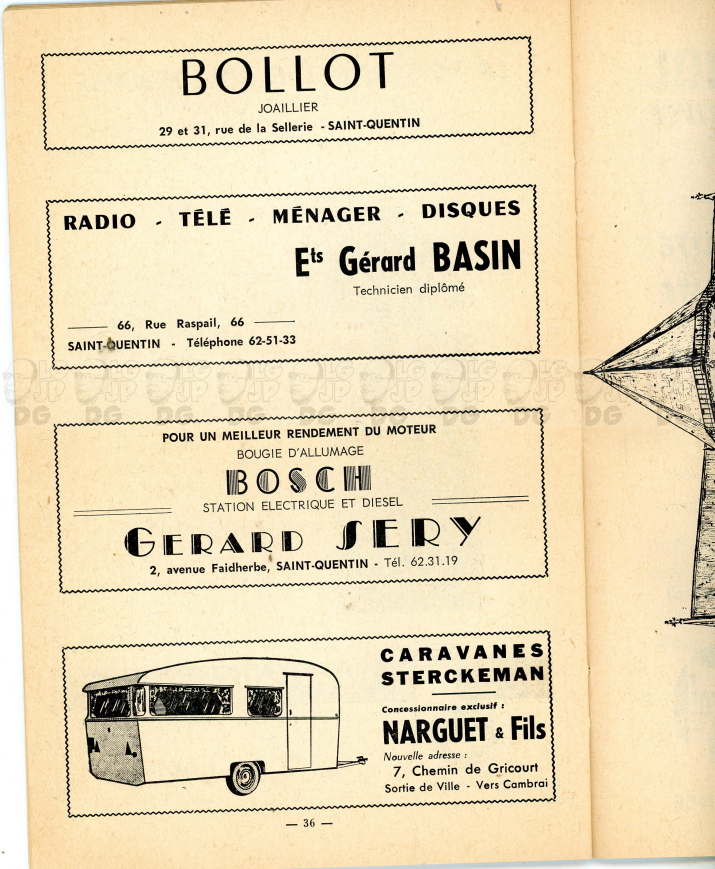 BOLLOT
JOAILLIER
29 et 31, rue de la Sellerie - SAINT-QUENTIN
RADIO - TÉLÉ - MÉNAGER - DISQUES
Ets Gérard BASIN
Technicien diplômé
66, Rue Raspail, 66
SAINT-QUENTIN - Téléphone 62-51-33
POUR UN MEILLEUR RENDEMENT DU MOTEUR
BOUGIE D'ALLUMAGE
BOSCH
STATION ELECTRIQUE ET DIESEL
GERARD SERY
2, avenue Faidherbe, SAINT-QUENTIN - Tél. 62.31.19
CARAVANES
STERCKEMAN
Concessionnaire exclusif :
NARGUET & Fils
Nouvelle adresse :
7, Chemin de Gricourt
Sortie de Ville - Vers Cambrai
— 36 —